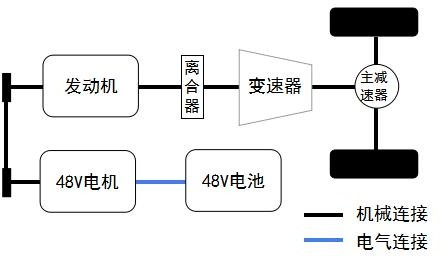 发动机
离
合
器
变速器
主减
速器
48V电机
48V电池
机械连接
电气连接